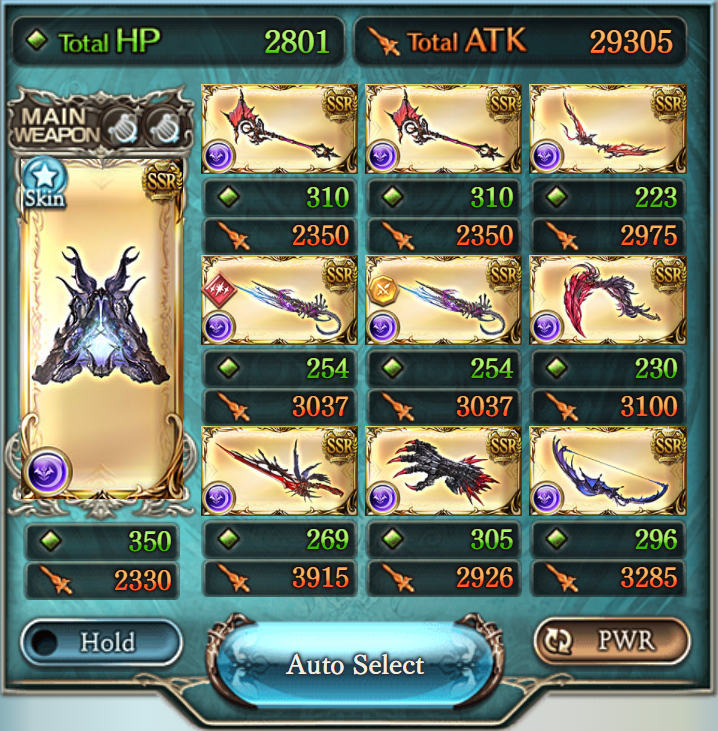 Total HP 2801 Total ATK 29305
MAIN WEAPON
Skin SSR
SSR SSR SSR
310 310 223
2350 2350 2975
SSR SSR SSR
254 254 230
3037 3037 3100
SSR SSR SSR
350 269 305 296
2330 3915 2926 3285
Hold Auto Select PWR